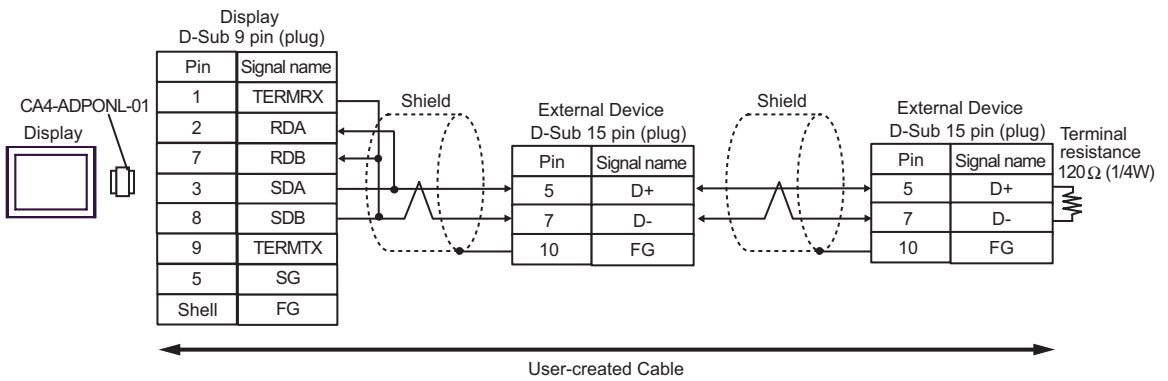 Display
D-Sub 9 pin (plug)
Pin Signal name
1 TERMRX
2 RDA
7 RDB
3 SDA
8 SDB
9 TERMTX
5 SG
Shell FG
CA4-ADPONL-01
Display
Shield
External Device
D-Sub 15 pin (plug)
Pin Signal name
5 D+
7 D-
10 FG
Shield
External Device
D-Sub 15 pin (plug)
Pin Signal name
5 D+
7 D-
10 FG
Terminal
resistance
120Ω (1/4W)
User-created Cable